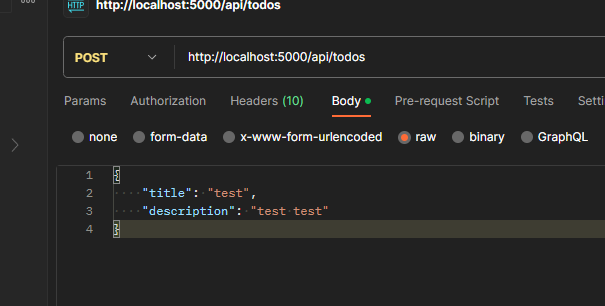 HTTP http://localhost:5000/api/todos
POST http://localhost:5000/api/todos
Params Authorization Headers (10) Body Pre-request Script Tests Setti
none form-data x-www-form-urlencoded raw binary GraphQL
1 {
2 "title": "test",
3 "description": "test test"
4 }